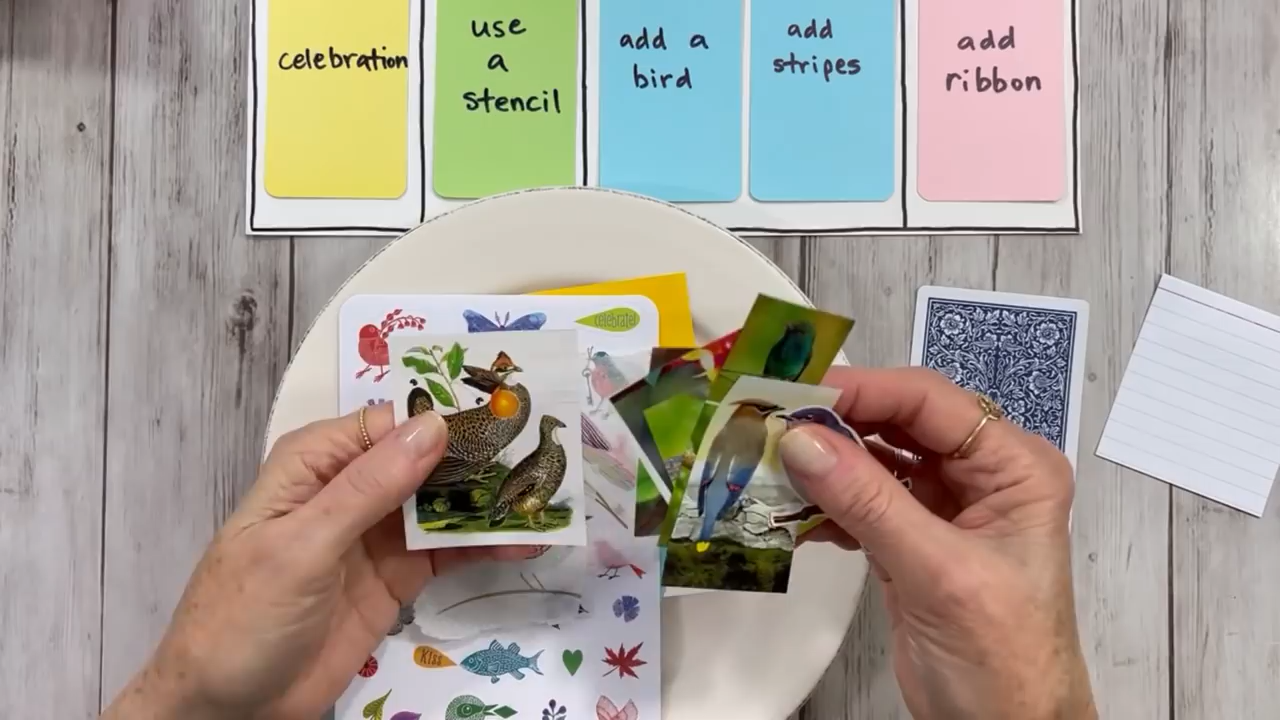 celebration
use
a
stencil
add a
bird
add
stripes
add
ribbon
celebrate!
Kiss